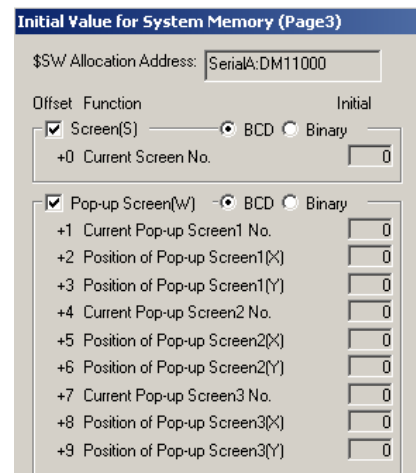 Initial Value for System Memory (Page3)
$SW Allocation Address: SerialA:DM11000
Offset Function Initial
Screen(S) BCD Binary
+0 Current Screen No. 0
Pop-up Screen(W) BCD Binary
+1 Current Pop-up Screen1 No. 0
+2 Position of Pop-up Screen1(X) 0
+3 Position of Pop-up Screen1(Y) 0
+4 Current Pop-up Screen2 No. 0
+5 Position of Pop-up Screen2(X) 0
+6 Position of Pop-up Screen2(Y) 0
+7 Current Pop-up Screen3 No. 0
+8 Position of Pop-up Screen3(X) 0
+9 Position of Pop-up Screen3(Y) 0